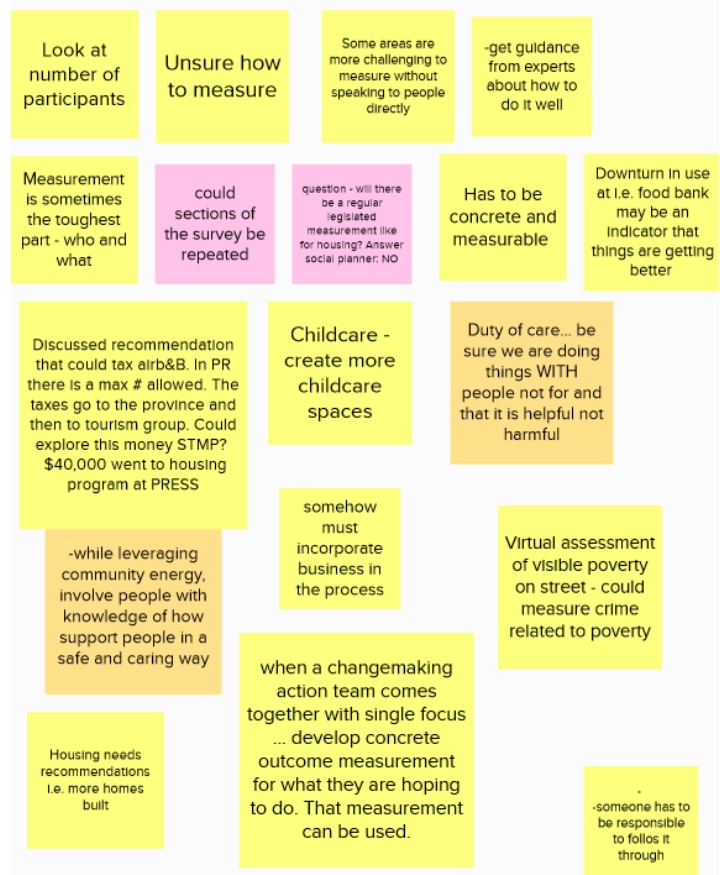 Look at
number of
participants
Unsure how
to measure
Some areas are
more challenging to
measure without
speaking to people
directly
-get guidance
from experts
about how to
do it well
Measurement
is sometimes
the toughest
part - who and
what
could
sections of
the survey be
repeated
question - will there
be a regular
legislated
measurement like
for housing? Answer
social planner: NO
Has to be
concrete and
measurable
Downturn in use
at i.e. food bank
may be an
indicator that
things are getting
better
Discussed recommendation
that could tax airb&B. In PR
there is a max # allowed. The
taxes go to the province and
then to tourism group. Could
explore this money STMP?
$40,000 went to housing
program at PRESS
Childcare -
create more
childcare
spaces
Duty of care... be
sure we are doing
things WITH
people not for and
that it is helpful not
harmful
-while leveraging
community energy,
involve people with
knowledge of how
support people in a
safe and caring way
somehow
must
incorporate
business in
the process
Virtual assessment
of visible poverty
on street - could
measure crime
related to poverty
when a changemaking
action team comes
together with single focus
... develop concrete
outcome measurement
for what they are hoping
to do. That measurement
can be used.
Housing needs
recommendations
i.e. more homes
built
-
-someone has to
be responsible
to follos it
through